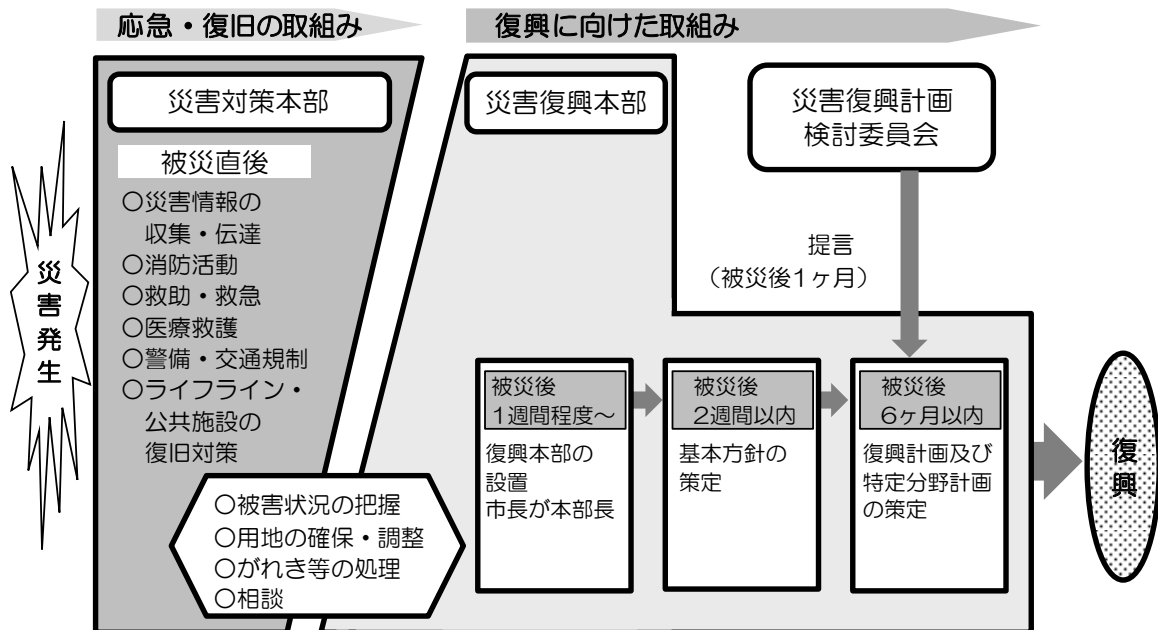 応急・復旧の取組み
復興に向けた取組み
災害発生
災害対策本部
被災直後
○災害情報の
収集・伝達
○消防活動
○救助・救急
○医療救護
○警備・交通規制
○ライフライン・
公共施設の
復旧対策
○被害状況の把握
○用地の確保・調整
○がれき等の処理
○相談
災害復興本部
災害復興計画
検討委員会
提言
（被災後1ヶ月）
被災後
1週間程度～
復興本部の
設置
市長が本部長
被災後
2週間以内
基本方針の
策定
被災後
6ヶ月以内
復興計画及び
特定分野計画
の策定
復興